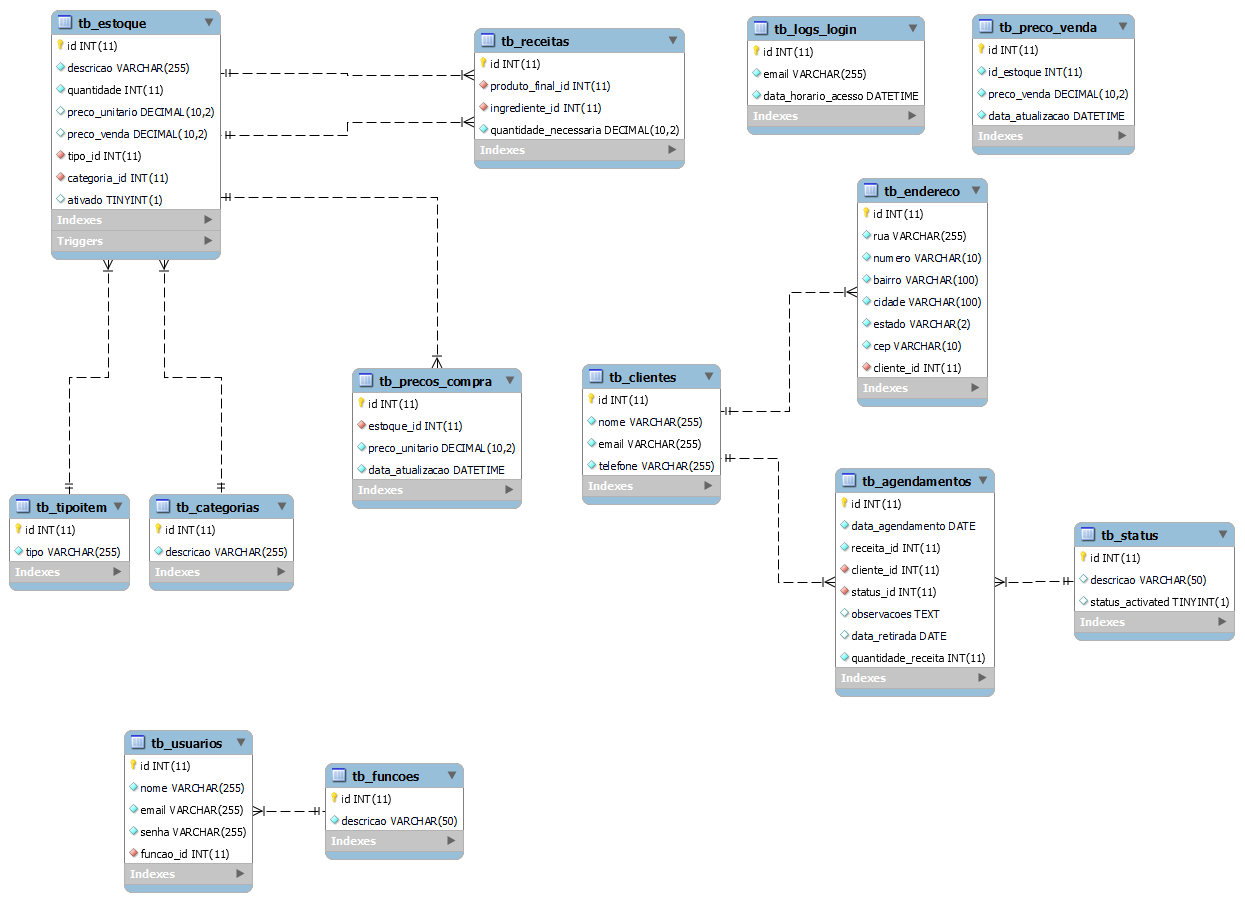 tb_estoque
id INT(11)
descricao VARCHAR(255)
quantidade INT(11)
preco_unitario DECIMAL(10,2)
preco_venda DECIMAL(10,2)
tipo_id INT(11)
categoria_id INT(11)
ativado TINYINT(1)
Indexes
Triggers
tb_receitas
id INT(11)
produto_final_id INT(11)
ingrediente_id INT(11)
quantidade_necessaria DECIMAL(10,2)
Indexes
tb_logs_login
id INT(11)
email VARCHAR(255)
data_horario_acesso DATETIME
Indexes
tb_preco_venda
id INT(11)
id_estoque INT(11)
preco_venda DECIMAL(10,2)
data_atualizacao DATETIME
Indexes
tb_endereco
id INT(11)
rua VARCHAR(255)
numero VARCHAR(10)
bairro VARCHAR(100)
cidade VARCHAR(100)
estado VARCHAR(2)
cep VARCHAR(10)
cliente_id INT(11)
Indexes
tb_precos_compra
id INT(11)
estoque_id INT(11)
preco_unitario DECIMAL(10,2)
data_atualizacao DATETIME
Indexes
tb_clientes
id INT(11)
nome VARCHAR(255)
email VARCHAR(255)
telefone VARCHAR(255)
Indexes
tb_tipoitem
id INT(11)
tipo VARCHAR(255)
Indexes
tb_categorias
id INT(11)
descricao VARCHAR(255)
Indexes
tb_agendamentos
id INT(11)
data_agendamento DATE
receita_id INT(11)
cliente_id INT(11)
status_id INT(11)
observacoes TEXT
data_retirada DATE
quantidade_receita INT(11)
Indexes
tb_status
id INT(11)
descricao VARCHAR(50)
status_activated TINYINT(1)
Indexes
tb_usuarios
id INT(11)
nome VARCHAR(255)
email VARCHAR(255)
senha VARCHAR(255)
funcao_id INT(11)
Indexes
tb_funcoes
id INT(11)
descricao VARCHAR(50)
Indexes